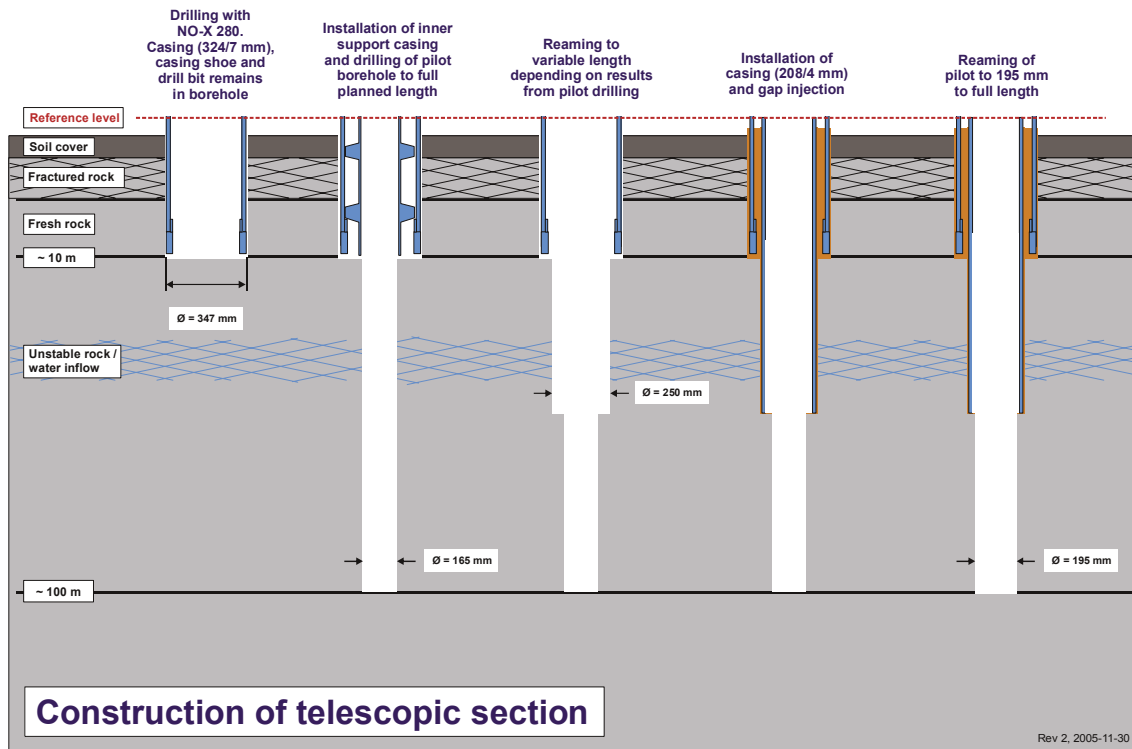 Drilling with
NO-X 280.
Casing (324/7 mm),
casing shoe and
drill bit remains
in borehole
Installation of inner
support casing
and drilling of pilot
borehole to full
planned length
Reaming to
variable length
depending on results
from pilot drilling
Installation of
casing (208/4 mm)
and gap injection
Reaming of
pilot to 195 mm
to full length
Reference level
Soil cover
Fractured rock
Fresh rock
~ 10 m
Ø = 347 mm
Unstable rock /
water inflow
Ø = 250 mm
Ø = 165 mm
Ø = 195 mm
~ 100 m
Construction of telescopic section
Rev 2, 2005-11-30